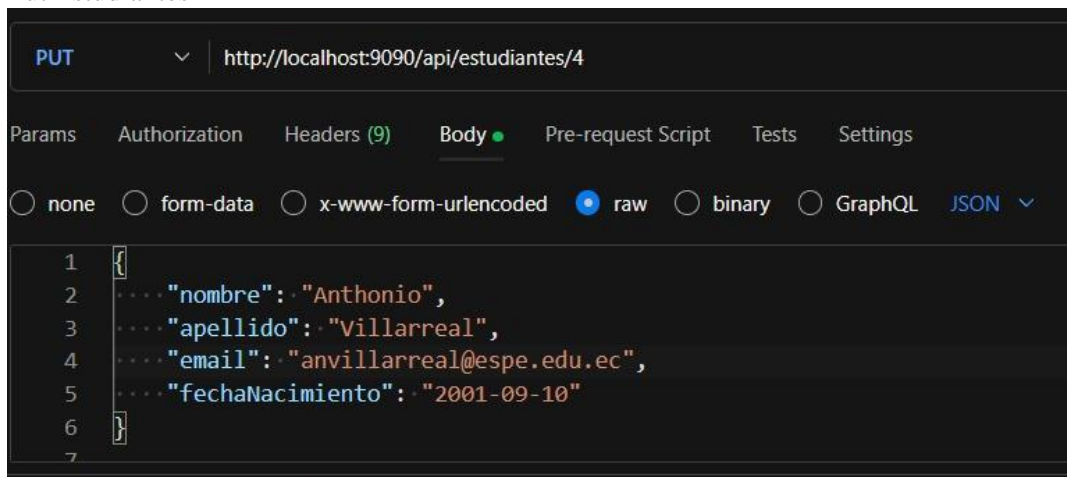 PUT http://localhost:9090/api/estudiantes/4
Params Authorization Headers (9) Body Pre-request Script Tests Settings
none form-data x-www-form-urlencoded raw binary GraphQL JSON
1 {
2 "nombre": "Anthonio",
3 "apellido": "Villarreal",
4 "email": "anvillarreal@espe.edu.ec",
5 "fechaNacimiento": "2001-09-10"
6 }
7